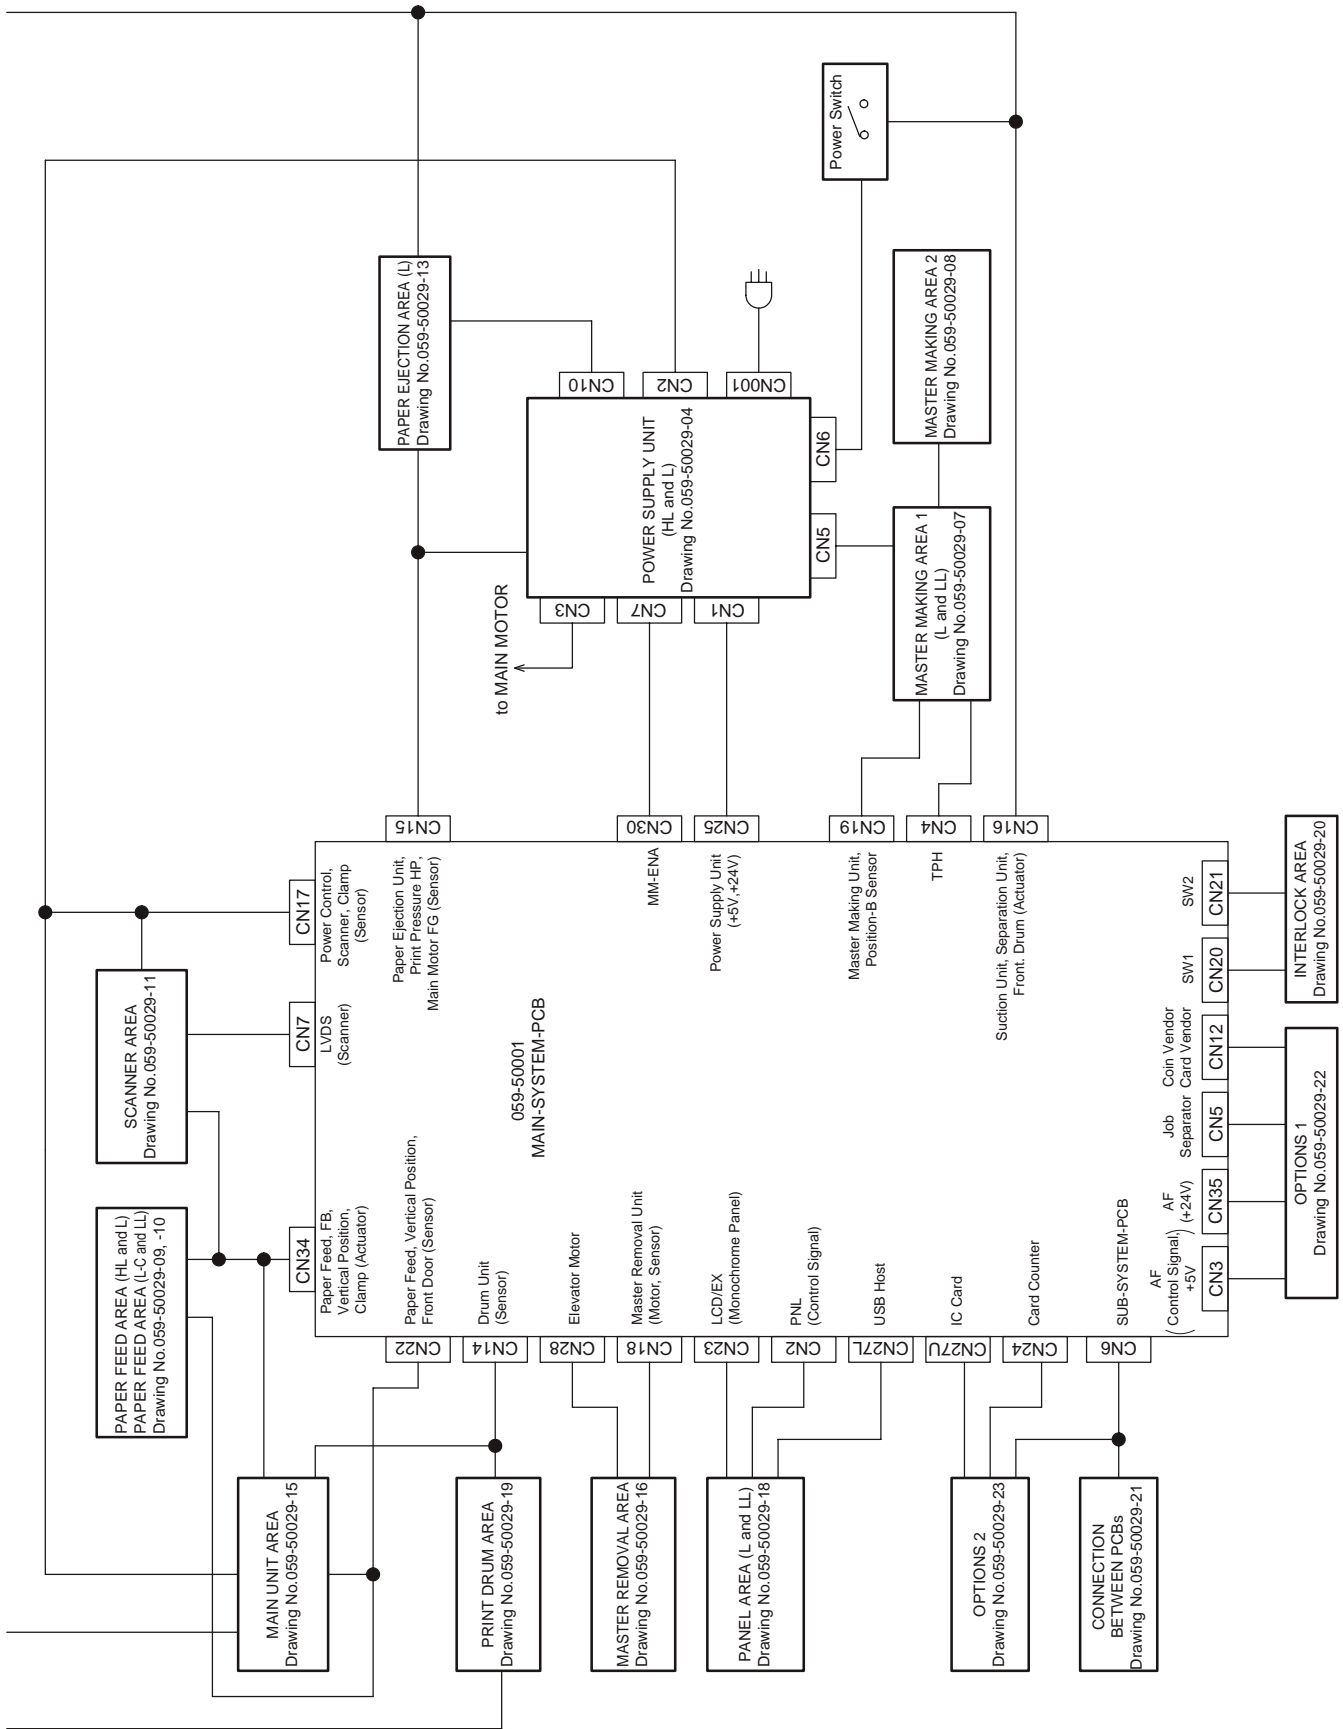 PAPER FEED AREA (HL and L)
PAPER FEED AREA (L-C and LL)
Drawing No.059-50029-09, -10
SCANNER AREA
Drawing No.059-50029-11
MAIN UNIT AREA
Drawing No.059-50029-15
PRINT DRUM AREA
Drawing No.059-50029-19
MASTER REMOVAL AREA
Drawing No.059-50029-16
PANEL AREA (L and LL)
Drawing No.059-50029-18
OPTIONS 2
Drawing No.059-50029-23
CONNECTION
BETWEEN PCBs
Drawing No.059-50029-21
CN34
Paper Feed, FB,
Vertical Position,
Clamp (Actuator)
CN7
LVDS
(Scanner)
CN17
Power Control,
Scanner, Clamp
(Sensor)
CN22
Paper Feed, Vertical Position,
Front Door (Sensor)
CN14
Drum Unit
(Sensor)
CN28
Elevator Motor
CN18
Master Removal Unit
(Motor, Sensor)
CN23
LCD/EX
(Monochrome Panel)
CN2
PNL
(Control Signal)
CN27L
USB Host
CN27U
IC Card
CN24
Card Counter
CN6
SUB-SYSTEM-PCB
059-50001
MAIN-SYSTEM-PCB
CN15
Paper Ejection Unit,
Print Pressure HP,
Main Motor FG (Sensor)
CN30
MM-ENA
CN25
Power Supply Unit
(+5V,+24V)
CN19
Master Making Unit,
Position-B Sensor
CN4
TPH
CN16
Suction Unit, Separation Unit,
Front. Drum (Actuator)
AF
(Control Signal,)
+5V
CN3
AF
(+24V)
CN35
Job
Separator
CN5
Coin Vendor
Card Vendor
CN12
SW1
CN20
SW2
CN21
OPTIONS 1
Drawing No.059-50029-22
INTERLOCK AREA
Drawing No.059-50029-20
to MAIN MOTOR
CN3
CN7
CN1
POWER SUPPLY UNIT
(HL and L)
Drawing No.059-50029-04
CN10
CN2
CN001
CN5
CN6
PAPER EJECTION AREA (L)
Drawing No.059-50029-13
MASTER MAKING AREA 1
(L and LL)
Drawing No.059-50029-07
MASTER MAKING AREA 2
Drawing No.059-50029-08
Power Switch